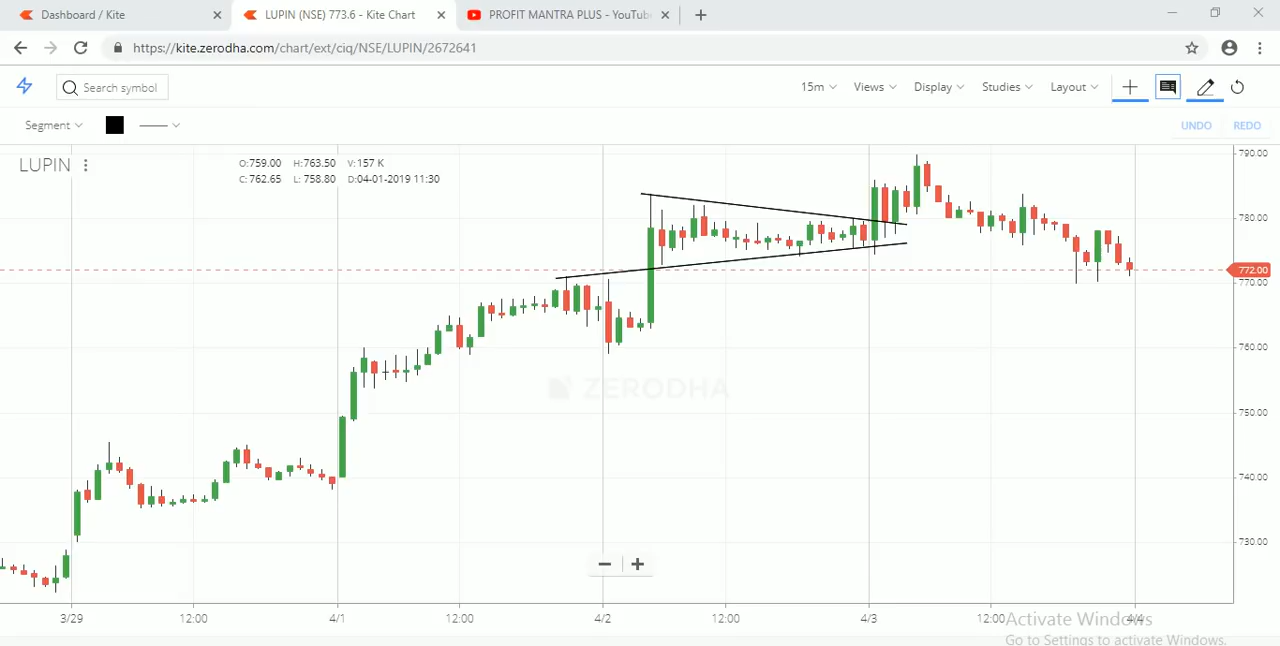 Dashboard / Kite
LUPIN (NSE) 773.6 - Kite Chart
PROFIT MANTRA PLUS - YouTub
https://kite.zerodha.com/chart/ext/ciq/NSE/LUPIN/2672641
Search symbol
15m Views Display Studies Layout
Segment
UNDO REDO
LUPIN
O:759.00 H:763.50 V:157 K
C:762.65 L: 758.80 D:04-01-2019 11:30
790.00
780.00
772.00
770.00
760.00
ZERODHA
750.00
740.00
730.00
3/29 12:00 4/1 12:00 4/2 12:00 4/3 12:00 4/4
Activate Windows
Go to Settings to activate Windows.